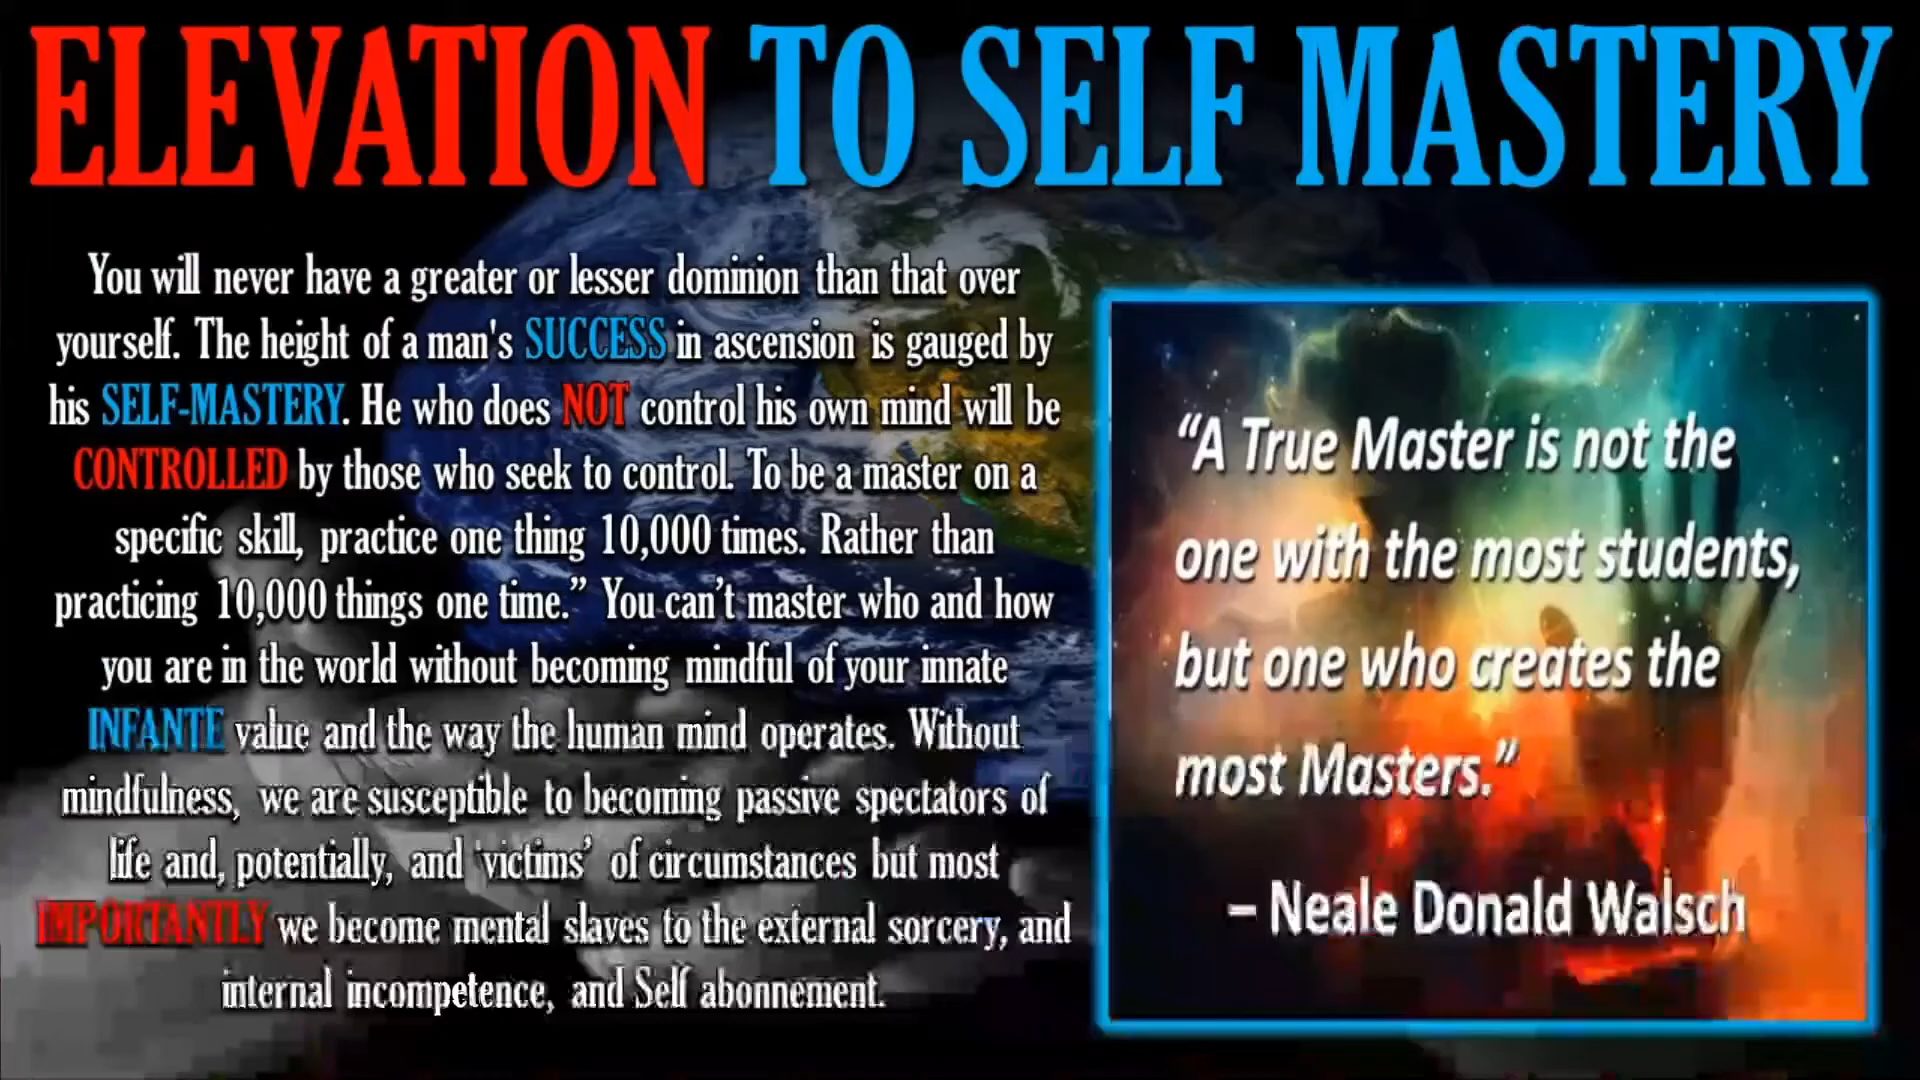 ELEVATION TO SELF MASTERY
You will never have a greater or lesser dominion than that over
yourself. The height of a man's SUCCESS in ascension is gauged by
his SELF-MASTERY. He who does NOT control his own mind will be
CONTROLLED by those who seek to control. To be a master on a
specific skill, practice one thing 10,000 times. Rather than
practicing 10,000 things one time.” You can’t master who and how
you are in the world without becoming mindful of your innate
INFANTE value and the way the human mind operates. Without
mindfulness, we are susceptible to becoming passive spectators of
life and, potentially, and ‘victims’ of circumstances but most
IMPORTANTLY we become mental slaves to the external sorcery, and
internal incompetence, and Self abonnement.
“A True Master is not the
one with the most students,
but one who creates the
most Masters.”
– Neale Donald Walsch